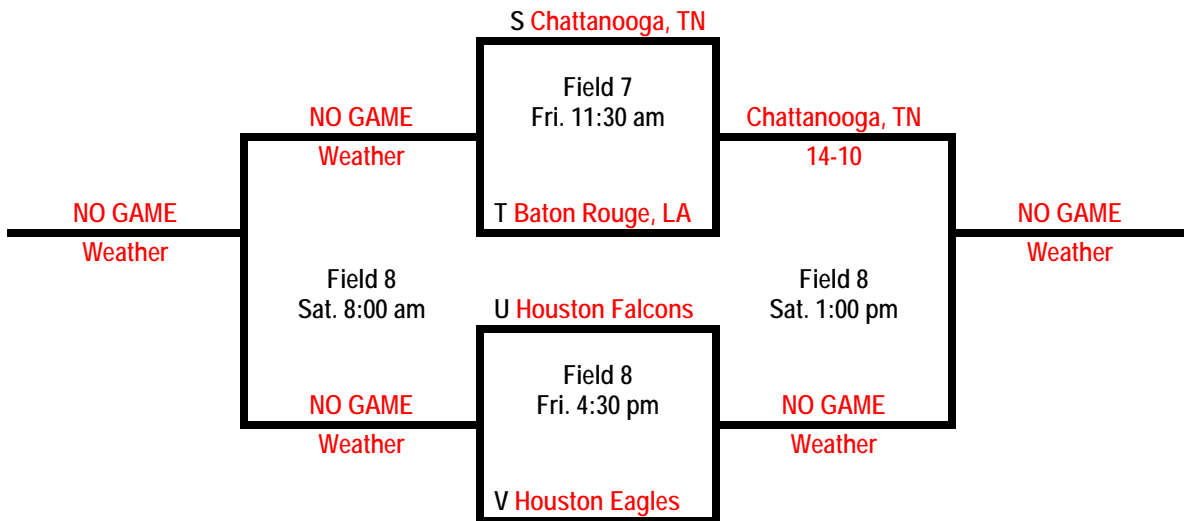 S Chattanooga, TN
Field 7
Fri. 11:30 am
NO GAME
Weather
Chattanooga, TN
14-10
T Baton Rouge, LA
NO GAME
Weather
NO GAME
Weather
Field 8
Sat. 8:00 am
Field 8
Sat. 1:00 pm
U Houston Falcons
Field 8
Fri. 4:30 pm
NO GAME
Weather
NO GAME
Weather
V Houston Eagles